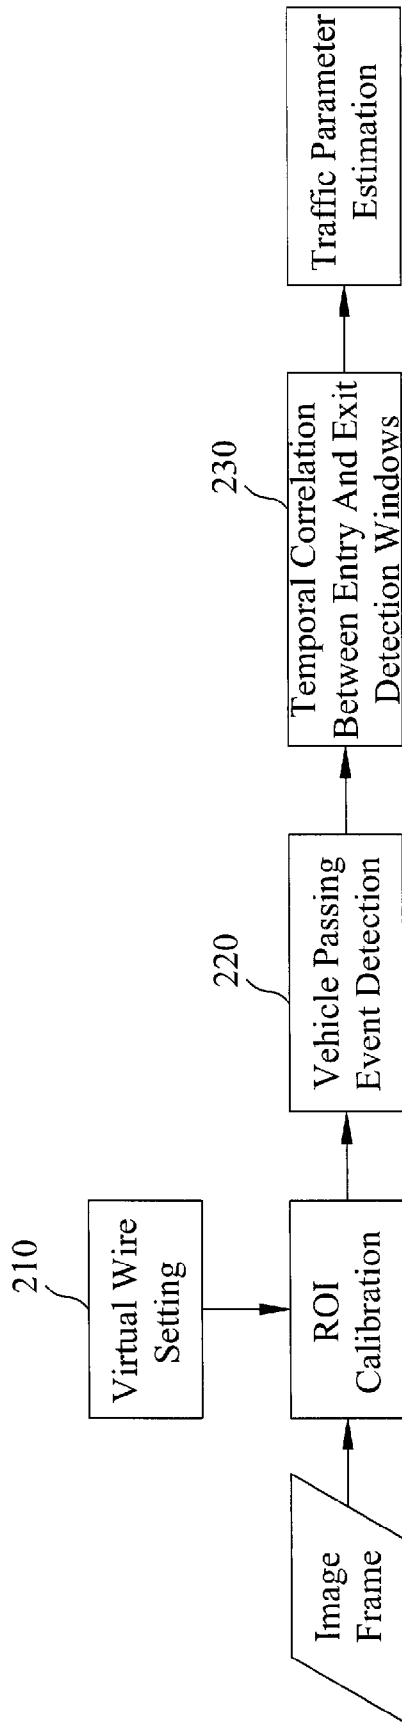 210
Virtual Wire
Setting
Image
Frame
ROI
Calibration
220
Vehicle Passing
Event Detection
230
Temporal Correlation
Between Entry And Exit
Detection Windows
Traffic Parameter
Estimation